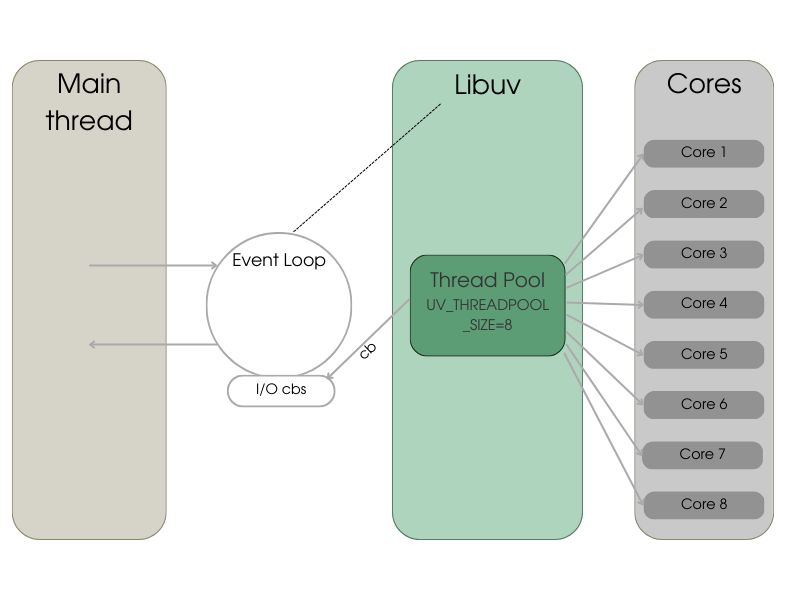 Main
thread
Libuv
Cores
Core 1
Core 2
Core 3
Core 4
Core 5
Core 6
Core 7
Core 8
Event Loop
Thread Pool
UV_THREADPOOL
_SIZE=8
cb
I/O cbs